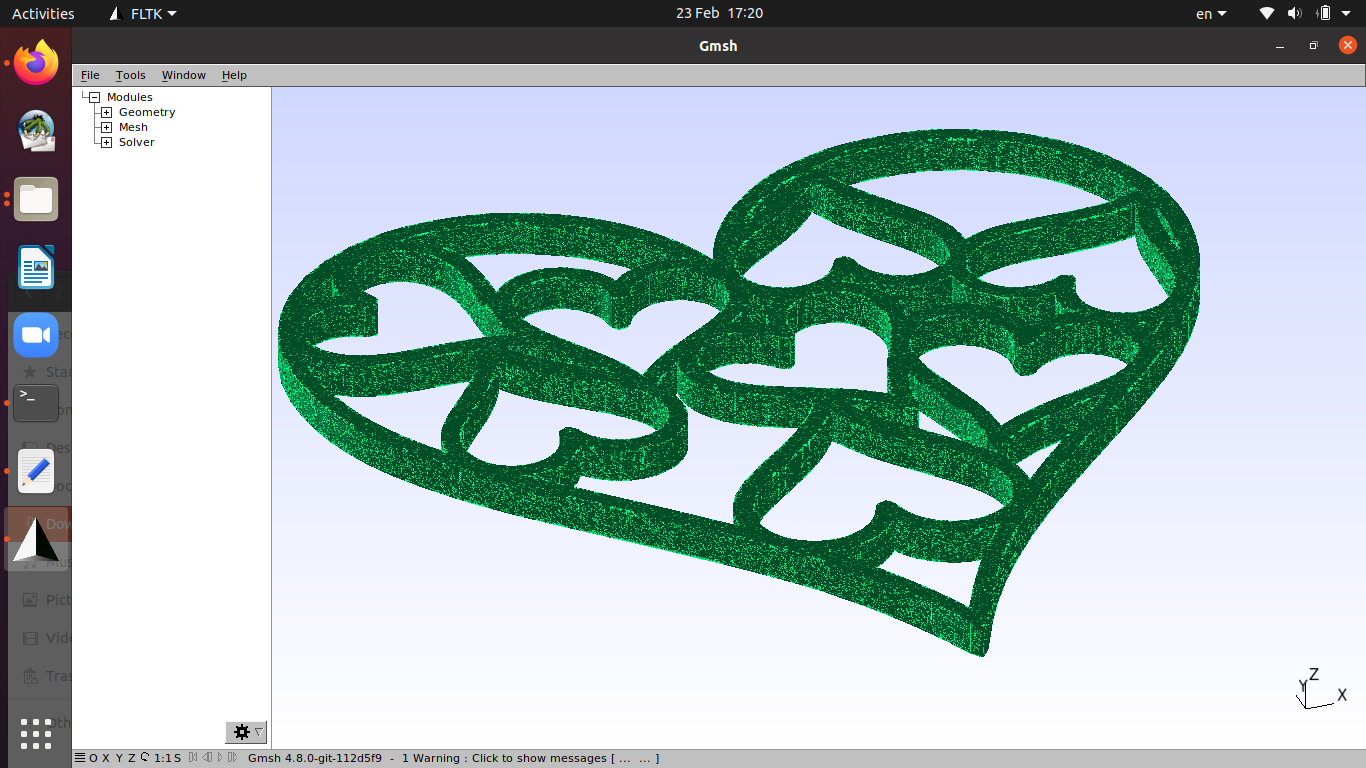 Activities FLTK 23 Feb 17:20 en
Gmsh
File Tools Window Help
Modules
Geometry
Mesh
Solver
>_
Z
Y
X
O X Y Z 1:1 S Gmsh 4.8.0-git-112d5f9 - 1 Warning : Click to show messages [ ... ... ]